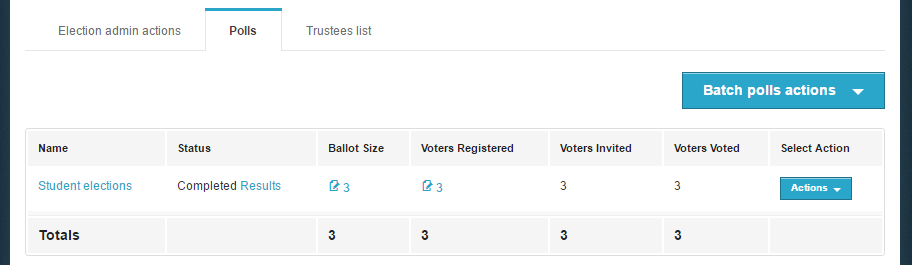 Election admin actions Polls Trustees list
Batch polls actions
Name Status Ballot Size Voters Registered Voters Invited Voters Voted Select Action
Student elections Completed Results 3 3 3 3 Actions
Totals 3 3 3 3